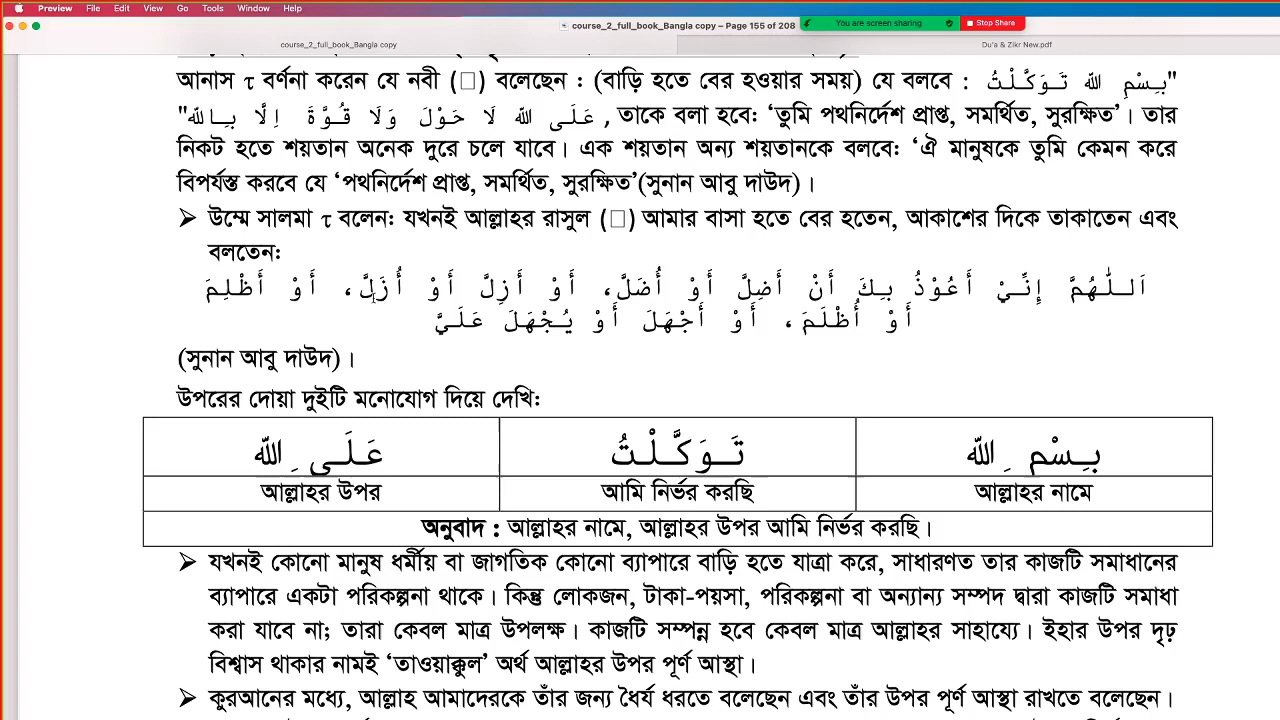 Preview File Edit View Go Tools Window Help
course_2_full_book_Bangla copy – Page 155 of 208
You are screen sharing
Stop Share
course_2_full_book_Bangla copy
Du'a & Zikr New.pdf
আনাস τ বর্ণনা করেন যে নবী (□) বলেছেন : (বাড়ি হতে বের হওয়ার সময়) যে বলবে : "بِسْمِ اللهِ تَوَكَّلْتُ
عَلَى اللهِ لَا حَوْلَ وَلَا قُوَّةَ اِلَّا بِاللهِ", তাকে বলা হবে: ‘তুমি পথনির্দেশ প্রাপ্ত, সমর্থিত, সুরক্ষিত’। তার
নিকট হতে শয়তান অনেক দুরে চলে যাবে। এক শয়তান অন্য শয়তানকে বলবে: ‘ঐ মানুষকে তুমি কেমন করে
বিপর্যস্ত করবে যে ‘পথনির্দেশ প্রাপ্ত, সমর্থিত, সুরক্ষিত’(সুনান আবু দাউদ)।
➢ উম্মে সালমা τ বলেন: যখনই আল্লাহর রাসুল (□) আমার বাসা হতে বের হতেন, আকাশের দিকে তাকাতেন এবং
বলতেন:
اَللّٰهُمَّ إِنِّيْ أَعُوْذُ بِكَ أَنْ أَضِلَّ أَوْ أُضَلَّ، أَوْ أَزِلَّ أَوْ أُزَلَّ، أَوْ أَظْلِمَ
أَوْ أُظْلَمَ، أَوْ أَجْهَلَ أَوْ يُجْهَلَ عَلَيَّ
(সুনান আবু দাউদ)।
উপরের দোয়া দুইটি মনোযোগ দিয়ে দেখি:
بِسْمِ اللهِ تَوَكَّلْتُ عَلَى اللهِ
আল্লাহর উপর আমি নির্ভর করছি আল্লাহর নামে
অনুবাদ : আল্লাহর নামে, আল্লাহর উপর আমি নির্ভর করছি।
➢ যখনই কোনো মানুষ ধর্মীয় বা জাগতিক কোনো ব্যাপারে বাড়ি হতে যাত্রা করে, সাধারণত তার কাজটি সমাধানের
ব্যাপারে একটা পরিকল্পনা থাকে। কিন্তু লোকজন, টাকা-পয়সা, পরিকল্পনা বা অন্যান্য সম্পদ দ্বারা কাজটি সমাধা
করা যাবে না; তারা কেবল মাত্র উপলক্ষ। কাজটি সম্পন্ন হবে কেবল মাত্র আল্লাহর সাহায্যে। ইহার উপর দৃঢ়
বিশ্বাস থাকার নামই ‘তাওয়াক্কুল’ অর্থ আল্লাহর উপর পূর্ণ আস্থা।
➢ কুরআনের মধ্যে, আল্লাহ আমাদেরকে তাঁর জন্য ধৈর্য ধরতে বলেছেন এবং তাঁর উপর পূর্ণ আস্থা রাখতে বলেছেন।